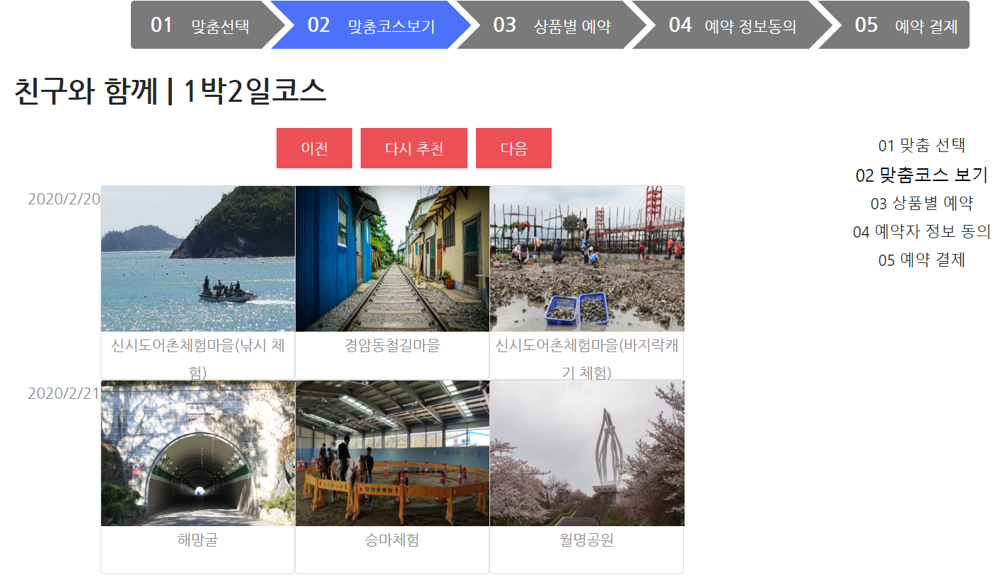 01 맞춤선택
02 맞춤코스보기
03 상품별 예약
04 예약 정보동의
05 예약 결제
친구와 함께 | 1박2일코스
이전
다시 추천
다음
01 맞춤 선택
02 맞춤코스 보기
03 상품별 예약
04 예약자 정보 동의
05 예약 결제
2020/2/20
신시도어촌체험마을(낚시 체
험)
경암동철길마을
신시도어촌체험마을(바지락캐
기 체험)
2020/2/21
해망굴
승마체험
월명공원